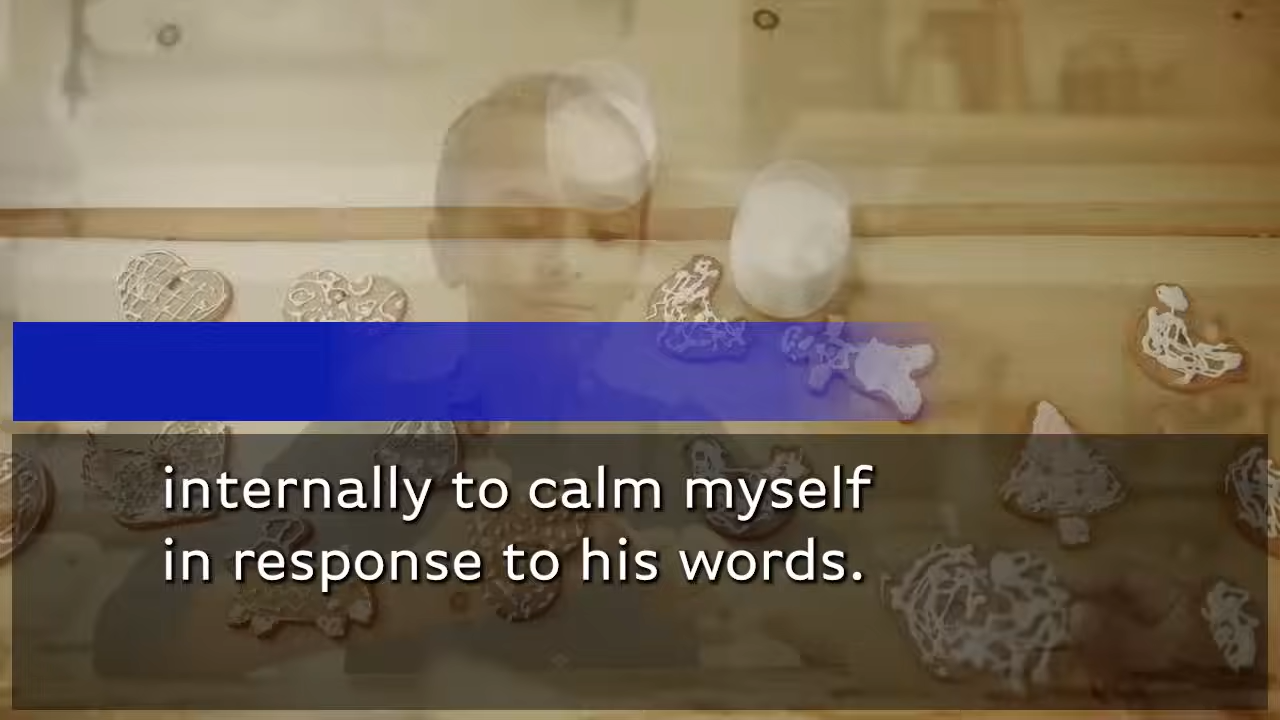 internally to calm myself
in response to his words.